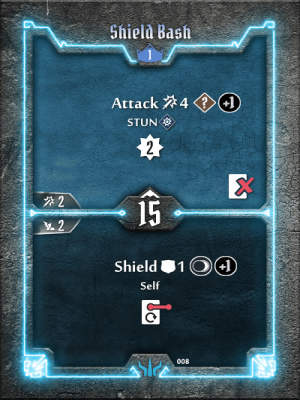 Shield Bash
1
Attack 4 ? +1
STUN
2
2
15
2
Shield 1 +1
Self
008